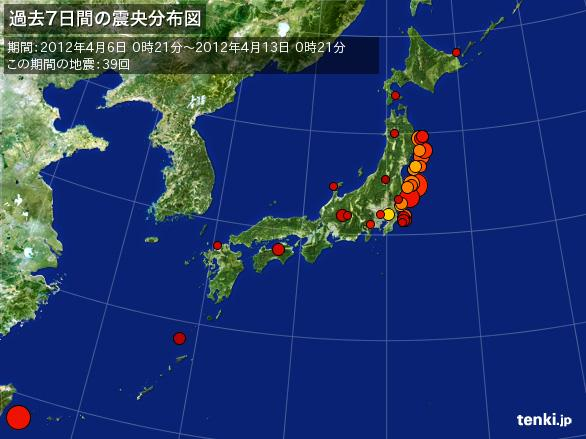 過去7日間の震央分布図
期間:2012年4月6日 0時21分～2012年4月13日 0時21分
この期間の地震:39回
tenki.jp